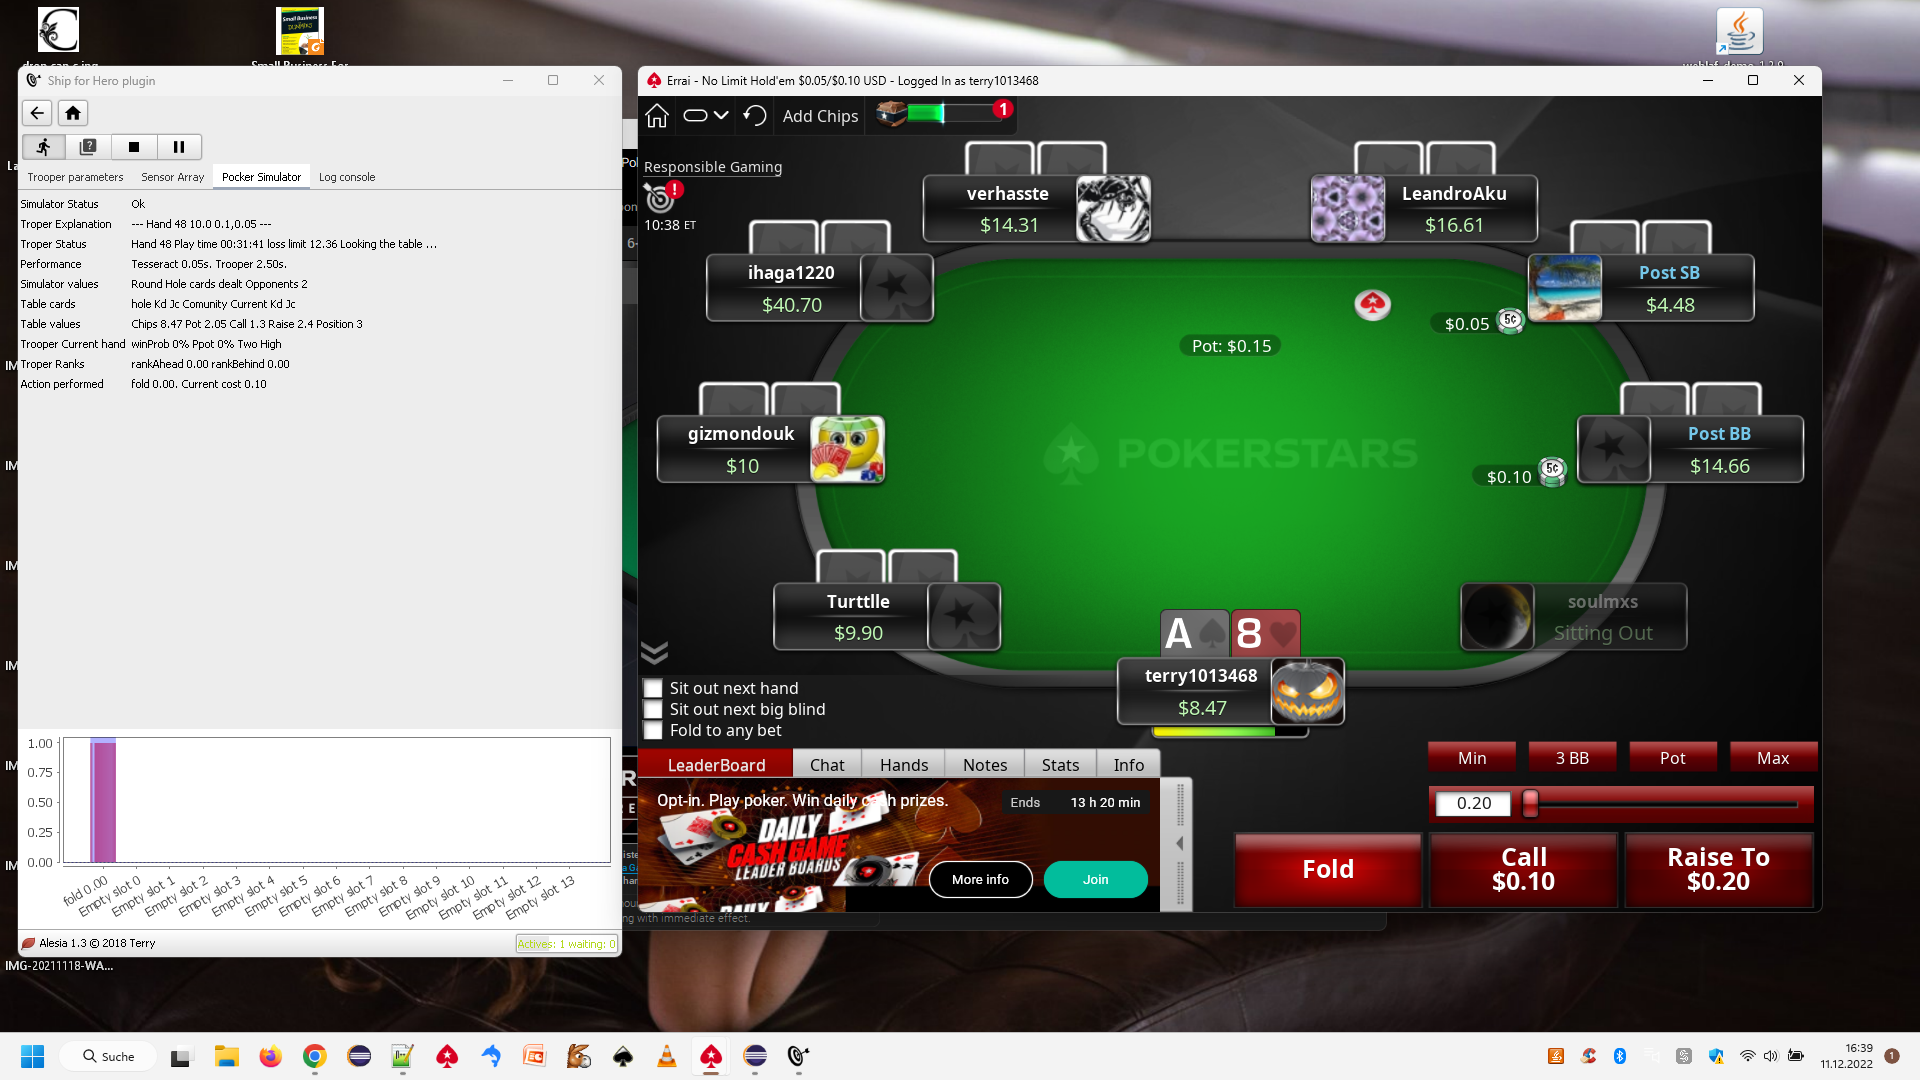 Ship for Hero plugin
Trooper parameters
Sensor Array
Pocker Simulator
Log console
Simulator Status Ok
Troper Explanation --- Hand 48 10.0 0.1,0.05 ---
Troper Status Hand 48 Play time 00:31:41 loss limit 12.36 Looking the table ...
Performance Tesseract 0.05s. Trooper 2.50s.
Simulator values Round Hole cards dealt Opponents 2
Table cards hole Kd Jc Comunity Current Kd Jc
Table values Chips 8.47 Pot 2.05 Call 1.3 Raise 2.4 Position 3
Trooper Current hand winProb 0% Ppot 0% Two High
Troper Ranks rankAhead 0.00 rankBehind 0.00
Action performed fold 0.00. Current cost 0.10
1.00
0.75
0.50
0.25
0.00
fold 0.00
Empty slot 0
Empty slot 1
Empty slot 2
Empty slot 3
Empty slot 4
Empty slot 5
Empty slot 6
Empty slot 7
Empty slot 8
Empty slot 9
Empty slot 10
Empty slot 11
Empty slot 12
Empty slot 13
Alesia 1.3 © 2018 Terry
Actives: 1 waiting: 0
IMG-20211118-WA...
Errai - No Limit Hold'em $0.05/$0.10 USD - Logged In as terry1013468
Add Chips
1
Responsible Gaming
10:38 ET
verhasste
$14.31
LeandroAku
$16.61
ihaga1220
$40.70
Post SB
$4.48
$0.05
5¢
Pot: $0.15
gizmondouk
$10
POKERSTARS
Post BB
$14.66
$0.10
5¢
Turttlle
$9.90
A 8
soulmxs
Sitting Out
terry1013468
$8.47
Sit out next hand
Sit out next big blind
Fold to any bet
LeaderBoard
Chat
Hands
Notes
Stats
Info
Opt-in. Play poker. Win daily cash prizes.
Ends 13 h 20 min
DAILY
CASH GAME
LEADER BOARDS
More info
Join
Min
3 BB
Pot
Max
0.20
Fold
Call
$0.10
Raise To
$0.20
ng with immediate effect.
Suche
16:39
11.12.2022
1